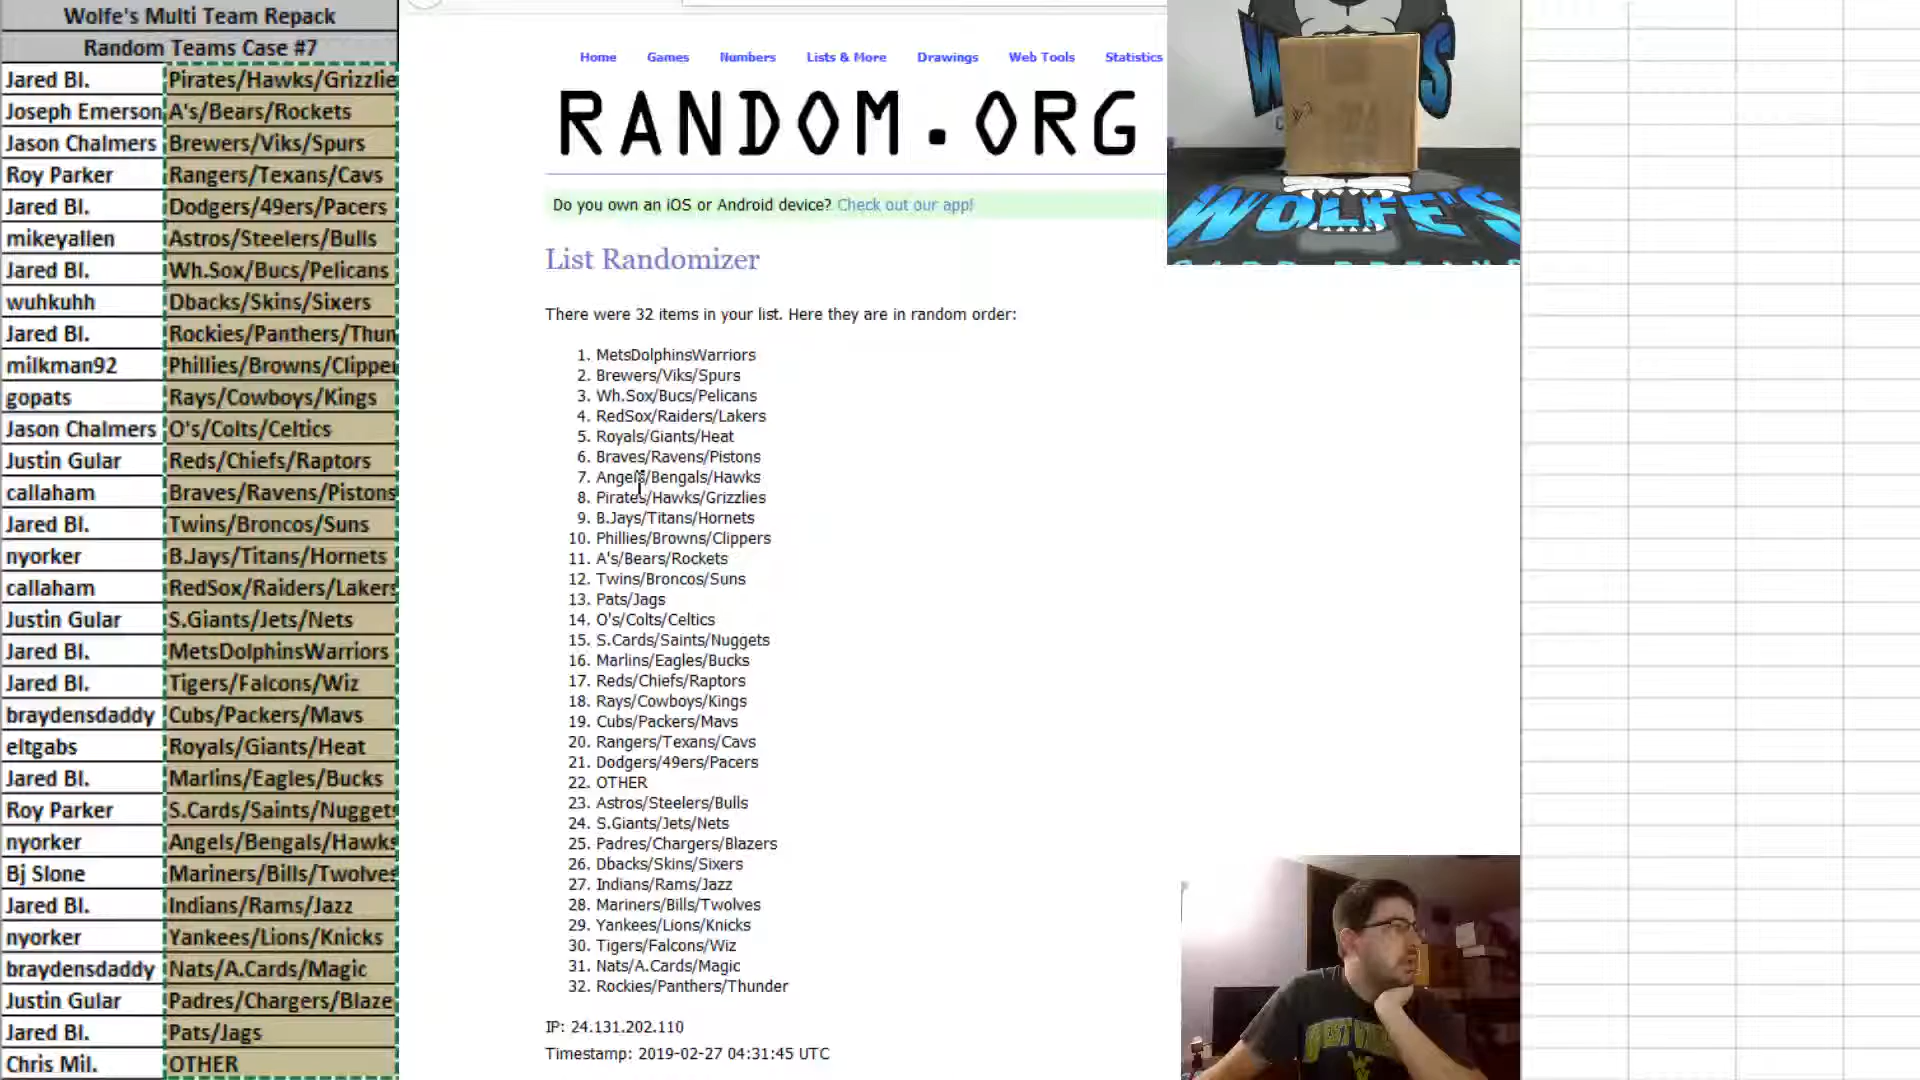 Wolfe's Multi Team Repack
Random Teams Case #7
Jared Bl. Pirates/Hawks/Grizzlie
Joseph Emerson A's/Bears/Rockets
Jason Chalmers Brewers/Viks/Spurs
Roy Parker Rangers/Texans/Cavs
Jared Bl. Dodgers/49ers/Pacers
mikeyallen Astros/Steelers/Bulls
Jared Bl. Wh.Sox/Bucs/Pelicans
wuhkuhh Dbacks/Skins/Sixers
Jared Bl. Rockies/Panthers/Thun
milkman92 Phillies/Browns/Clipper
gopats Rays/Cowboys/Kings
Jason Chalmers O's/Colts/Celtics
Justin Gular Reds/Chiefs/Raptors
callaham Braves/Ravens/Pistons
Jared Bl. Twins/Broncos/Suns
nyorker B.Jays/Titans/Hornets
callaham RedSox/Raiders/Lakers
Justin Gular S.Giants/Jets/Nets
Jared Bl. MetsDolphinsWarriors
Jared Bl. Tigers/Falcons/Wiz
braydensdaddy Cubs/Packers/Mavs
eltgabs Royals/Giants/Heat
Jared Bl. Marlins/Eagles/Bucks
Roy Parker S.Cards/Saints/Nuggets
nyorker Angels/Bengals/Hawks
Bj Slone Mariners/Bills/Twolves
Jared Bl. Indians/Rams/Jazz
nyorker Yankees/Lions/Knicks
braydensdaddy Nats/A.Cards/Magic
Justin Gular Padres/Chargers/Blaze
Jared Bl. Pats/Jags
Chris Mil. OTHER
Home Games Numbers Lists & More Drawings Web Tools Statistics
RANDOM.ORG
Do you own an iOS or Android device? Check out our app!
List Randomizer
There were 32 items in your list. Here they are in random order:
1. MetsDolphinsWarriors
2. Brewers/Viks/Spurs
3. Wh.Sox/Bucs/Pelicans
4. RedSox/Raiders/Lakers
5. Royals/Giants/Heat
6. Braves/Ravens/Pistons
7. Angels/Bengals/Hawks
8. Pirates/Hawks/Grizzlies
9. B.Jays/Titans/Hornets
10. Phillies/Browns/Clippers
11. A's/Bears/Rockets
12. Twins/Broncos/Suns
13. Pats/Jags
14. O's/Colts/Celtics
15. S.Cards/Saints/Nuggets
16. Marlins/Eagles/Bucks
17. Reds/Chiefs/Raptors
18. Rays/Cowboys/Kings
19. Cubs/Packers/Mavs
20. Rangers/Texans/Cavs
21. Dodgers/49ers/Pacers
22. OTHER
23. Astros/Steelers/Bulls
24. S.Giants/Jets/Nets
25. Padres/Chargers/Blazers
26. Dbacks/Skins/Sixers
27. Indians/Rams/Jazz
28. Mariners/Bills/Twolves
29. Yankees/Lions/Knicks
30. Tigers/Falcons/Wiz
31. Nats/A.Cards/Magic
32. Rockies/Panthers/Thunder
IP: 24.131.202.110
Timestamp: 2019-02-27 04:31:45 UTC
WOLFE'S